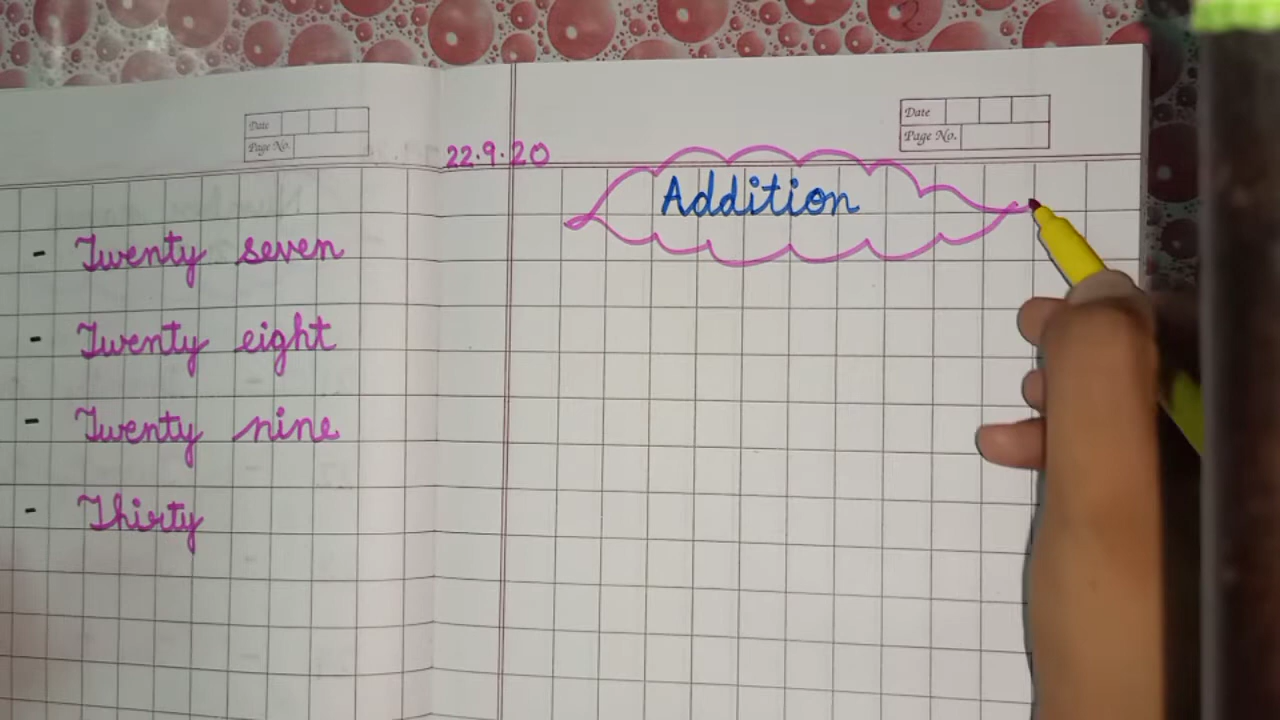 Date
Page No.
- Twenty seven
- Twenty eight
- Twenty nine
- Thirty
Date
Page No.
22.9.20
Addition